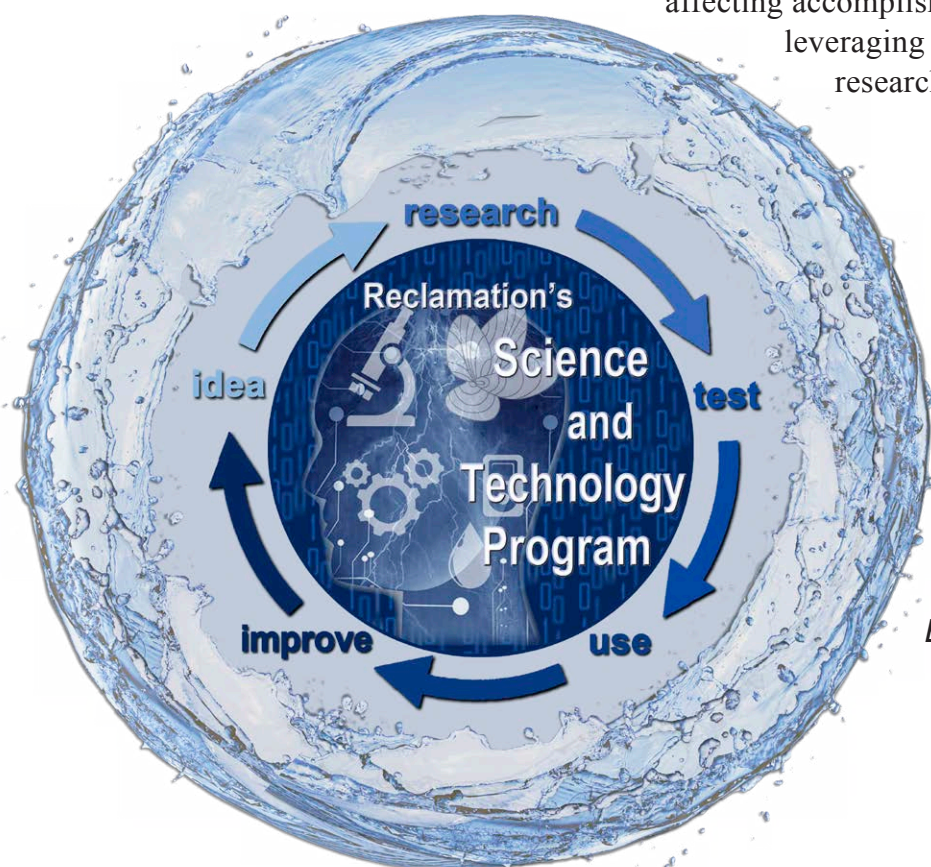 affecting accomplish
leveraging
research
research
Reclamation's
Science
and
Technology
Program
idea
test
improve
use